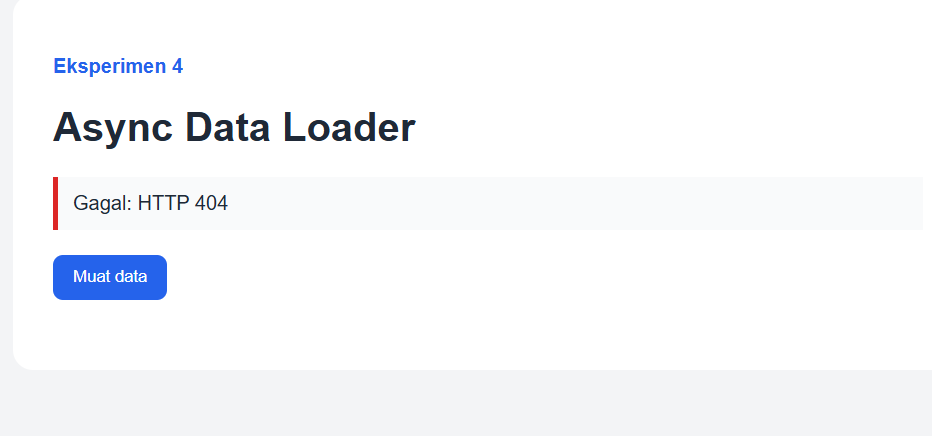 Eksperimen 4
Async Data Loader
Gagal: HTTP 404
Muat data